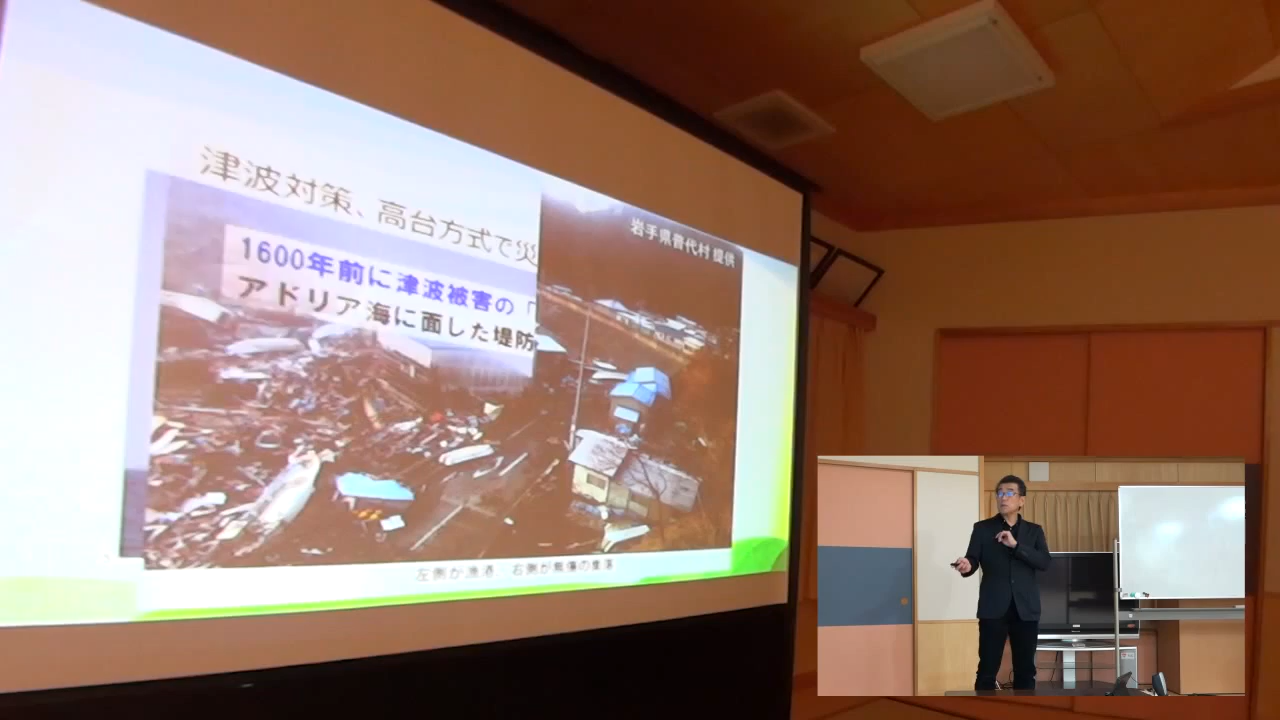 津波対策、高台方式で災
岩手県普代村 提供
1600年前に津波被害の「
アドリア海に面した堤防
左側が漁港、右側が無傷の集落